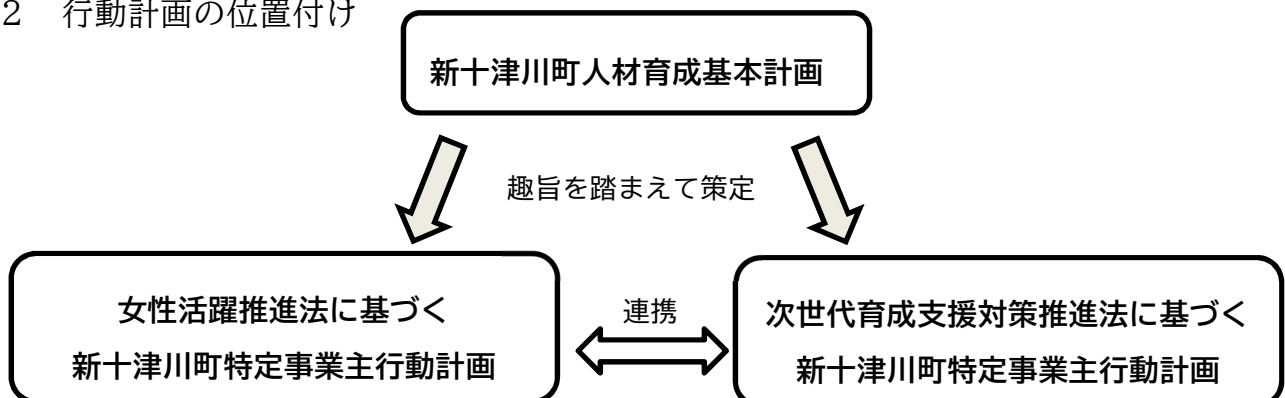 2 行動計画の位置付け
新十津川町人材育成基本計画
趣旨を踏まえて策定
女性活躍推進法に基づく
新十津川町特定事業主行動計画
連携
次世代育成支援対策推進法に基づく
新十津川町特定事業主行動計画